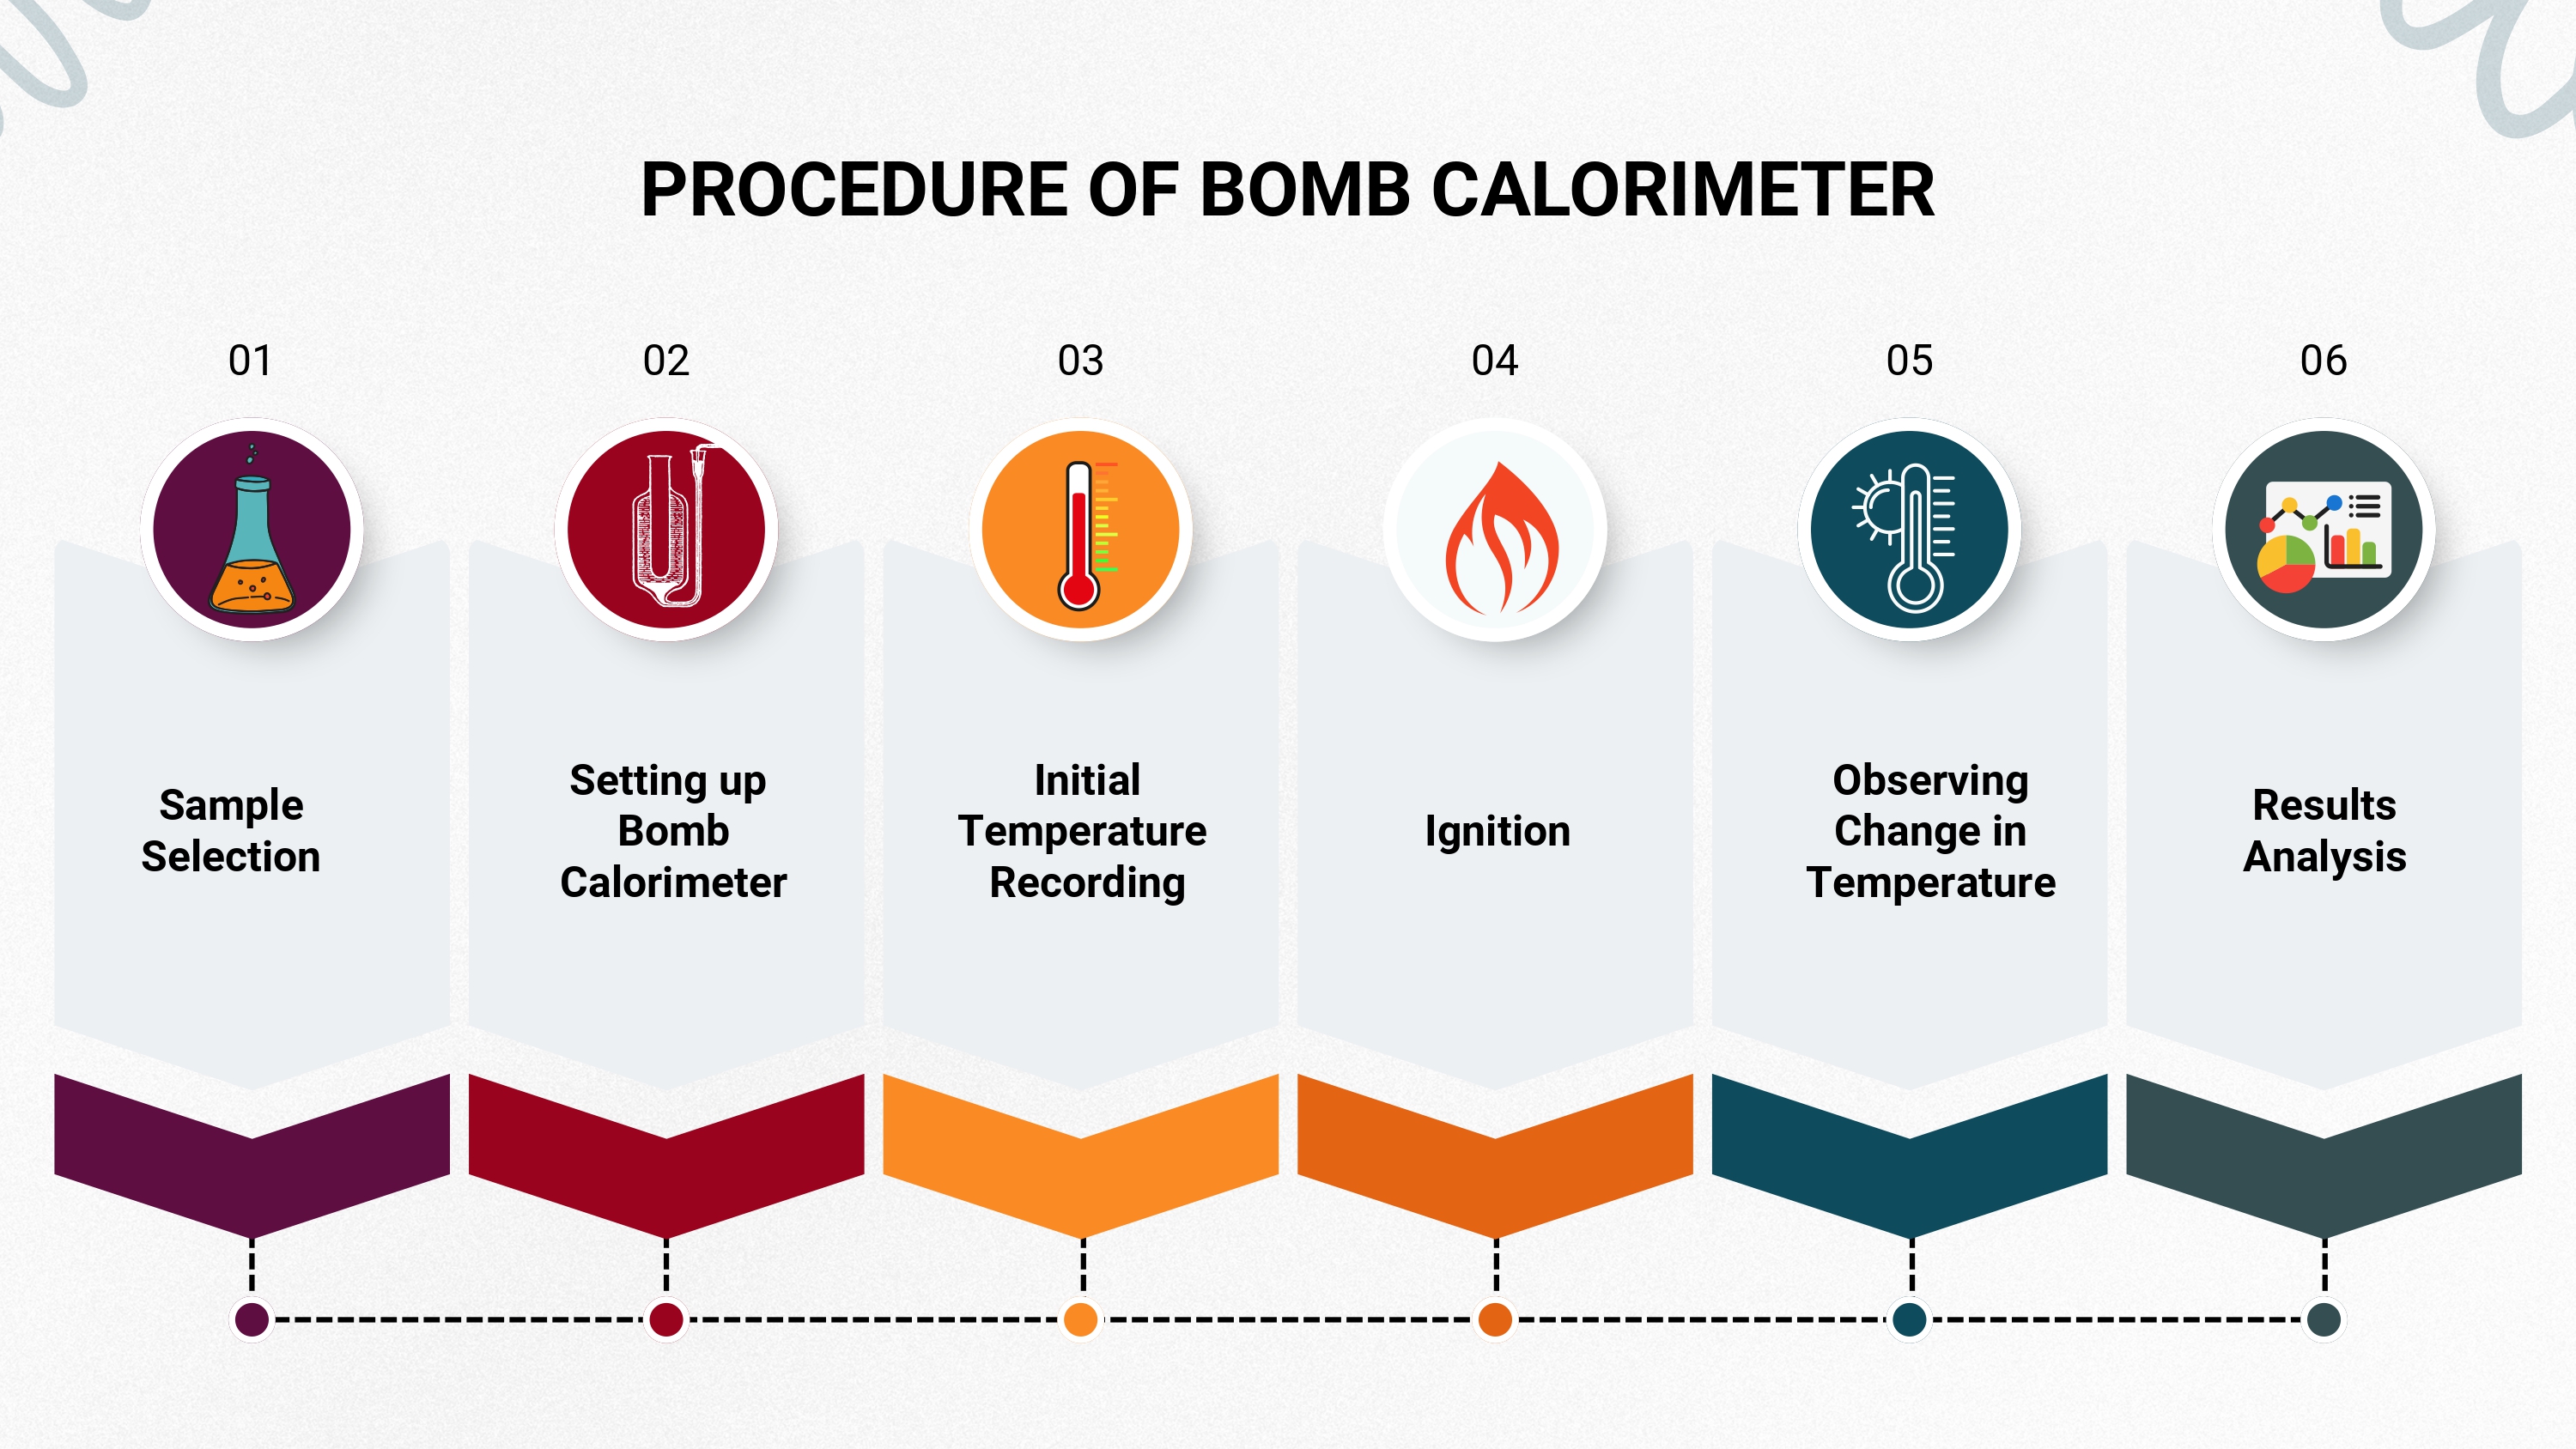 PROCEDURE OF BOMB CALORIMETER
01
Sample
Selection
02
Setting up
Bomb
Calorimeter
03
Initial
Temperature
Recording
04
Ignition
05
Observing
Change in
Temperature
06
Results
Analysis